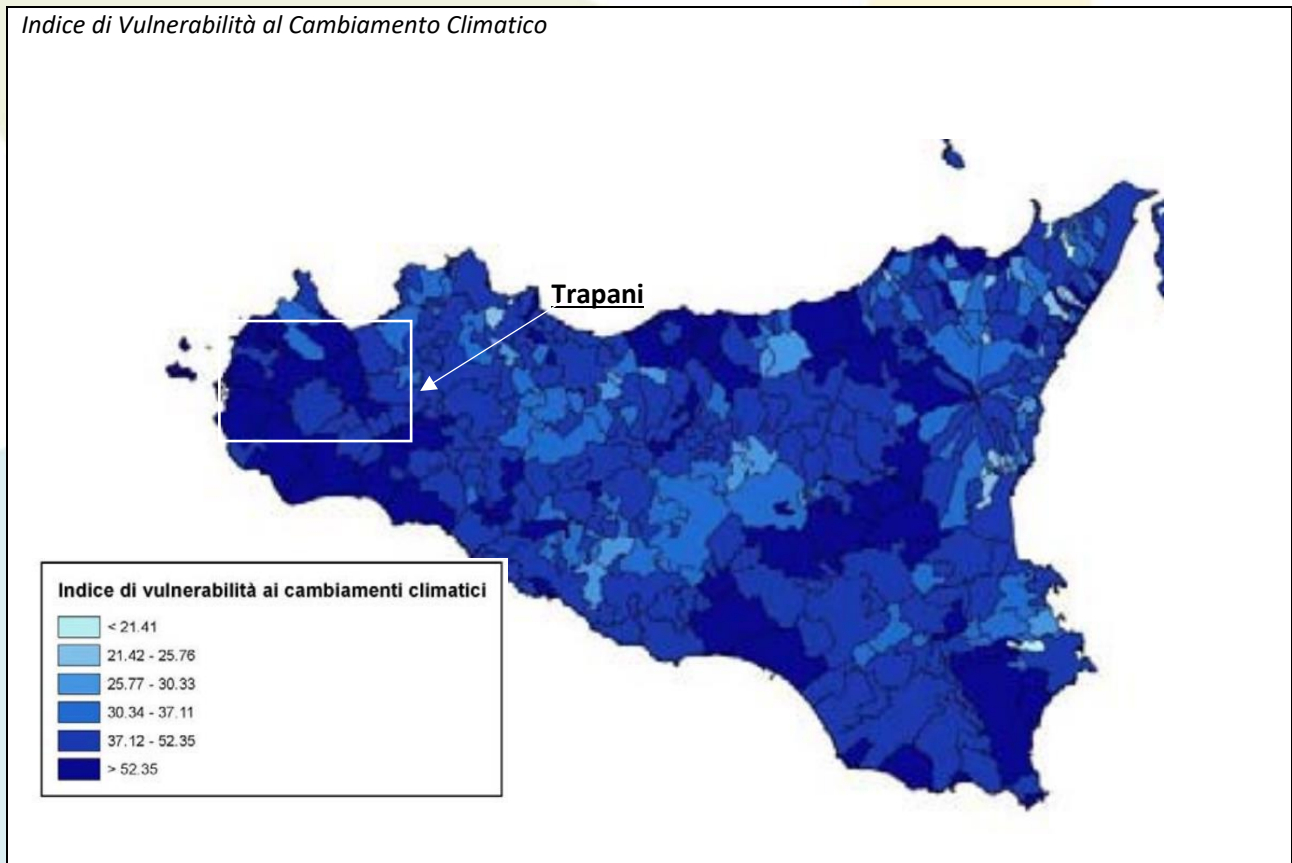 Indice di Vulnerabilità al Cambiamento Climatico
Trapani
Indice di vulnerabilità ai cambiamenti climatici
< 21.41
21.42 - 25.76
25.77 - 30.33
30.34 - 37.11
37.12 - 52.35
> 52.35